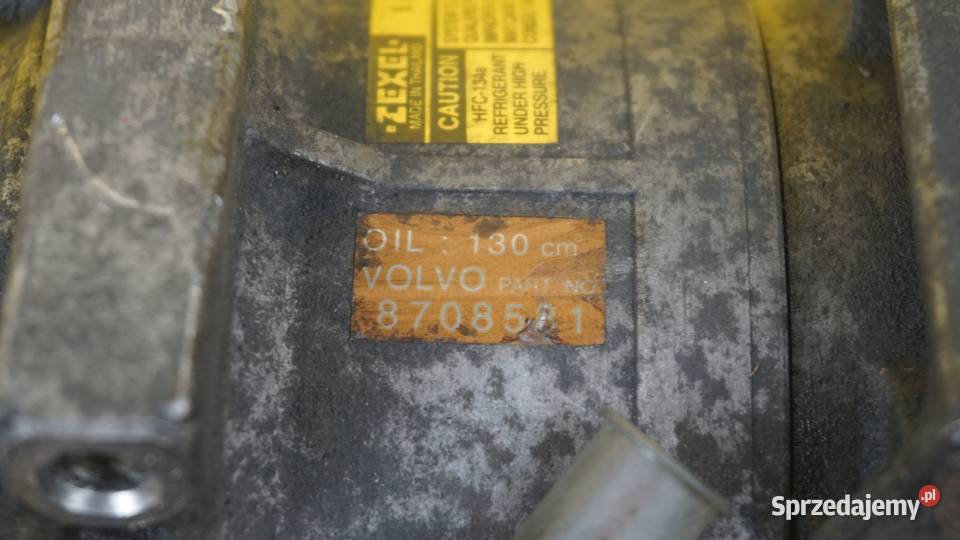 ZEXEL
MADE IN THAILAND
CAUTION
HFC-134a
REFRIGERANT
UNDER HIGH
PRESSURE
OIL : 130 cm
VOLVO PART NO
Sprzedajemy.pl